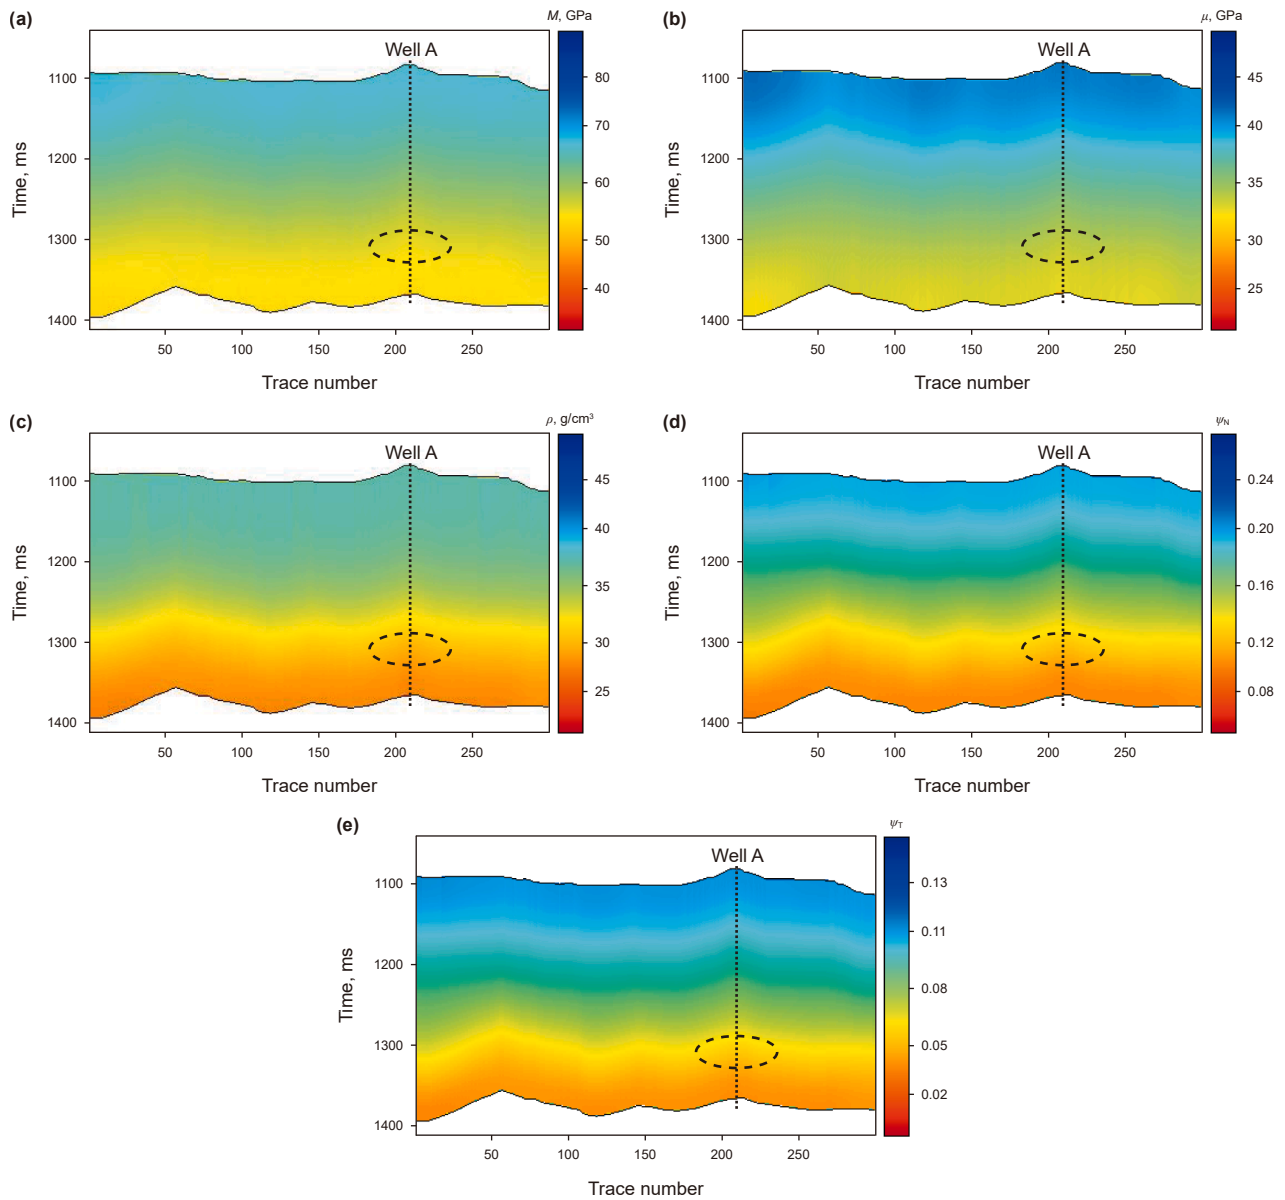 (a)
M, GPa
Well A
1100
1200
1300
1400
Time, ms
50 100 150 200 250
Trace number
80
70
60
50
40
(b)
μ, GPa
Well A
1100
1200
1300
1400
Time, ms
50 100 150 200 250
Trace number
45
40
35
30
25
(c)
ρ, g/cm³
Well A
1100
1200
1300
1400
Time, ms
50 100 150 200 250
Trace number
45
40
35
30
25
(d)
ψN
Well A
1100
1200
1300
1400
Time, ms
50 100 150 200 250
Trace number
0.24
0.20
0.16
0.12
0.08
(e)
ψT
Well A
1100
1200
1300
1400
Time, ms
50 100 150 200 250
Trace number
0.13
0.11
0.08
0.05
0.02